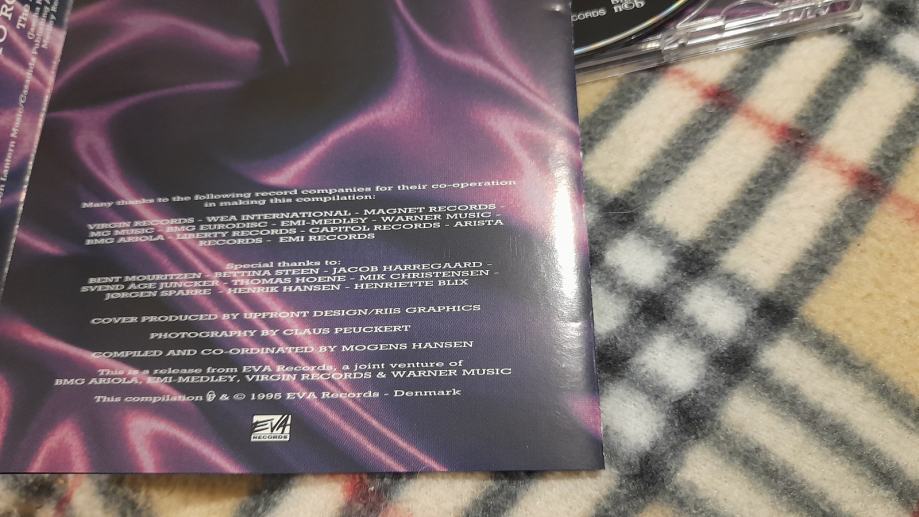 Many thanks to the following record companies for their co-operation
in making this compilation:
VIRGIN RECORDS - WEA INTERNATIONAL - MAGNET RECORDS -
MG MUSIC - BMG EURODISC - EMI-MEDLEY - WARNER MUSIC -
BMG ARIOLA - LIBERTY RECORDS - CAPITOL RECORDS - ARISTA
RECORDS - EMI RECORDS
Special thanks to:
BENT MOURITZEN - BETTINA STEEN - JACOB HARREGAARD -
SVEND ÅGE JUNCKER - THOMAS HOENE - MIK CHRISTENSEN -
JØRGEN SPARRE - HENRIK HANSEN - HENRIETTE BLIX
COVER PRODUCED BY UPFRONT DESIGN/RIIS GRAPHICS
PHOTOGRAPHY BY CLAUS PEUCKERT
COMPILED AND CO-ORDINATED BY MOGENS HANSEN
This is a release from EVA Records, a joint venture of
BMG ARIOLA, EMI-MEDLEY, VIRGIN RECORDS & WARNER MUSIC
This compilation ℗ & © 1995 EVA Records - Denmark
EVA
RECORDS
n©b